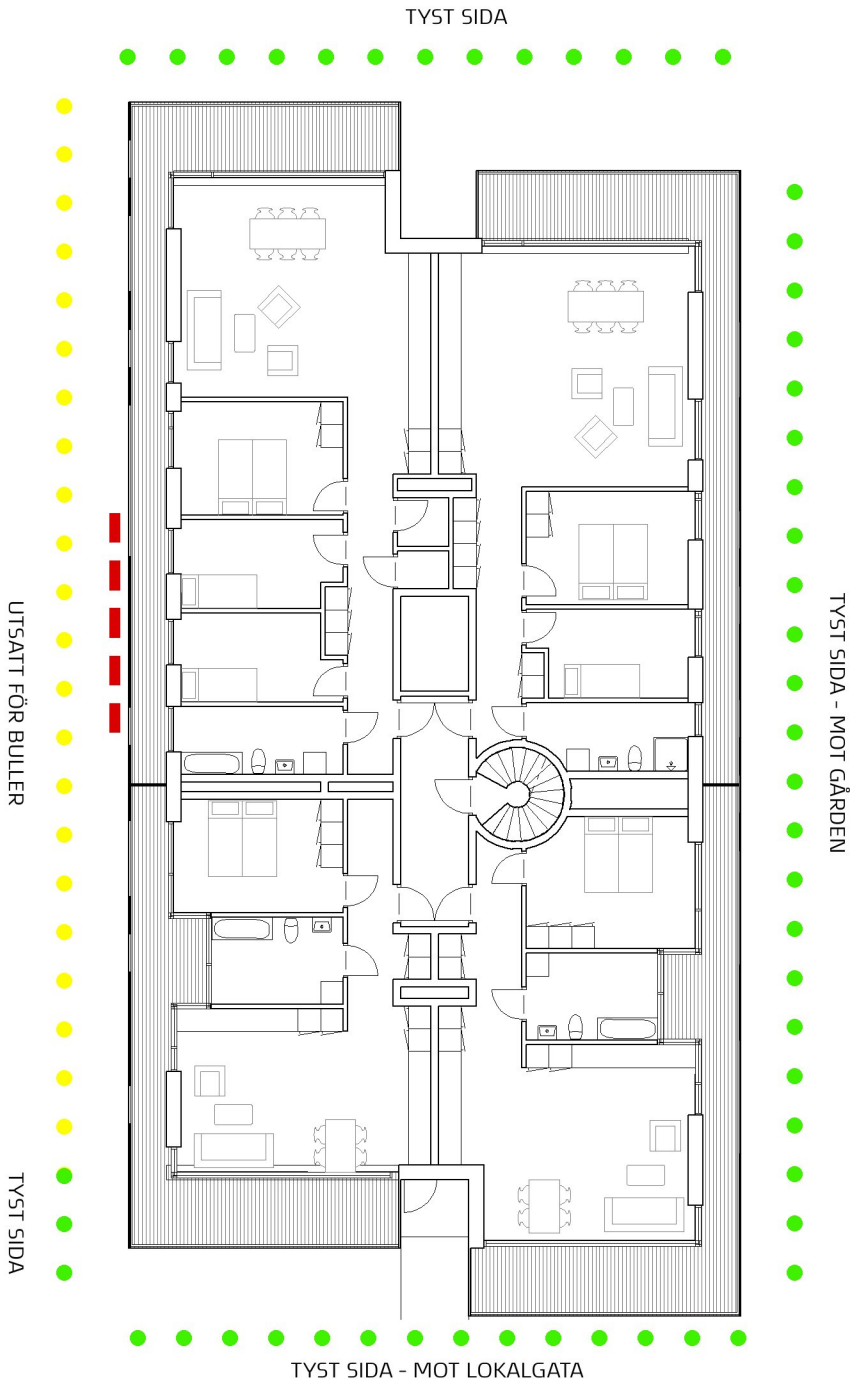 TYST SIDA
UTSATT FÖR BULLER
TYST SIDA
TYST SIDA - MOT GÅRDEN
TYST SIDA - MOT LOKALGATA